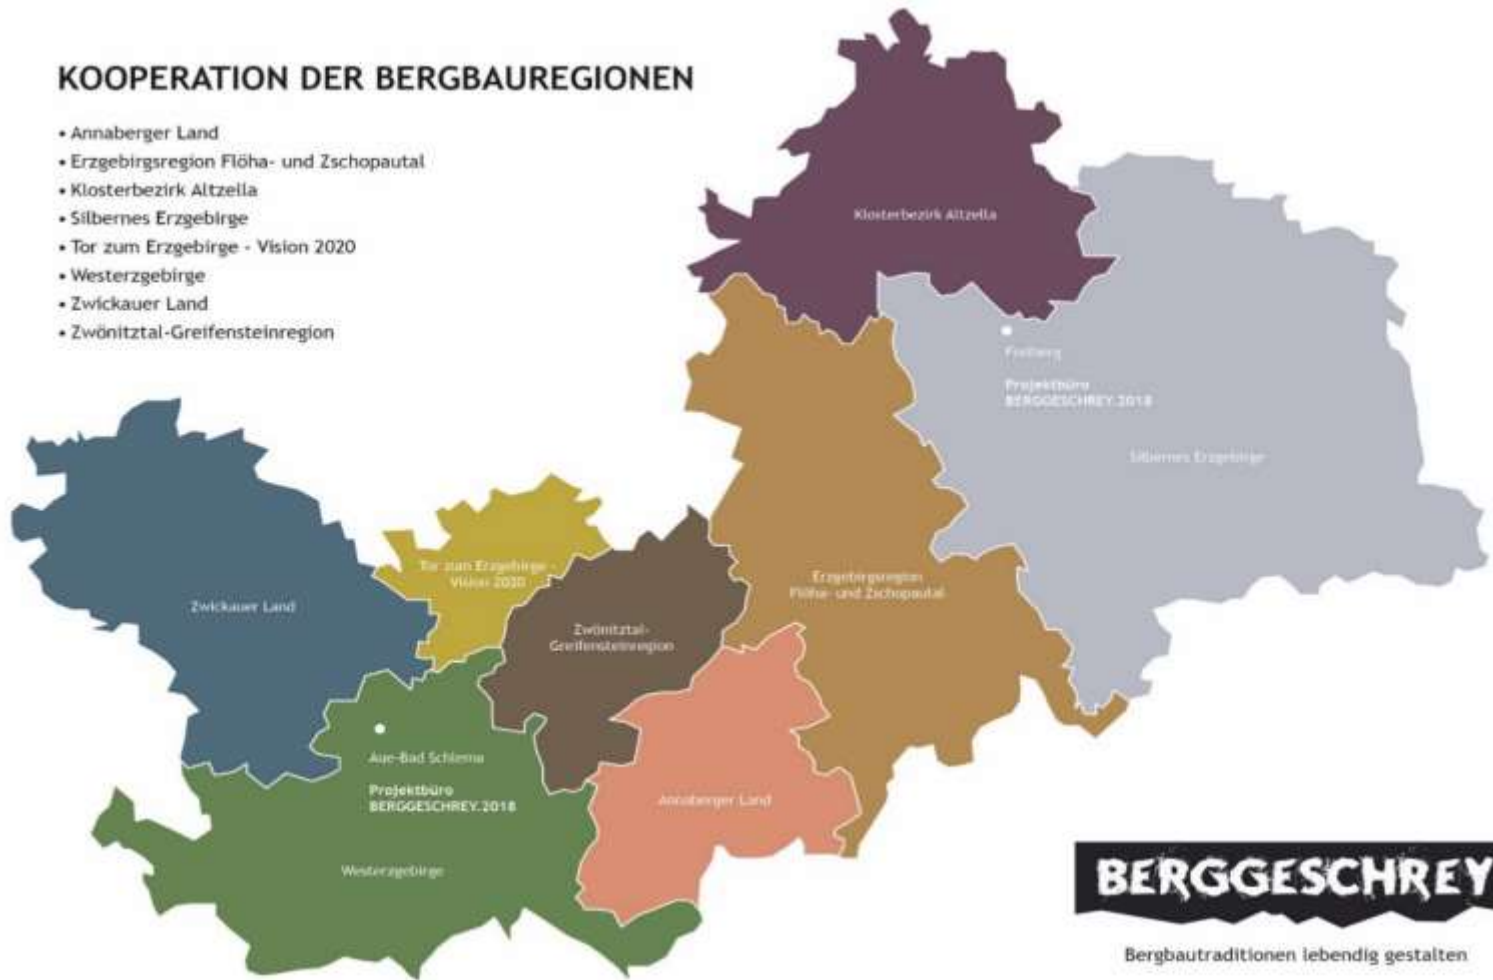 KOOPERATION DER BERGBAUREGIONEN
• Annaberger Land
• Erzgebirgsregion Flöha- und Zschopautal
• Klosterbezirk Altzella
• Silbernes Erzgebirge
• Tor zum Erzgebirge - Vision 2020
• Westerzgebirge
• Zwickauer Land
• Zwönitztal-Greifensteinregion
Klosterbezirk Altzella
Freiberg
Projektbüro
BERGGESCHREY.2018
Silbernes Erzgebirge
Tor zum Erzgebirge -
Vision 2020
Erzgebirgsregion
Flöha- und Zschopautal
Zwickauer Land
Zwönitztal-
Greifensteinregion
Aue-Bad Schlema
Projektbüro
BERGGESCHREY.2018
Annaberger Land
Westerzgebirge
BERGGESCHREY
Bergbautraditionen lebendig gestalten